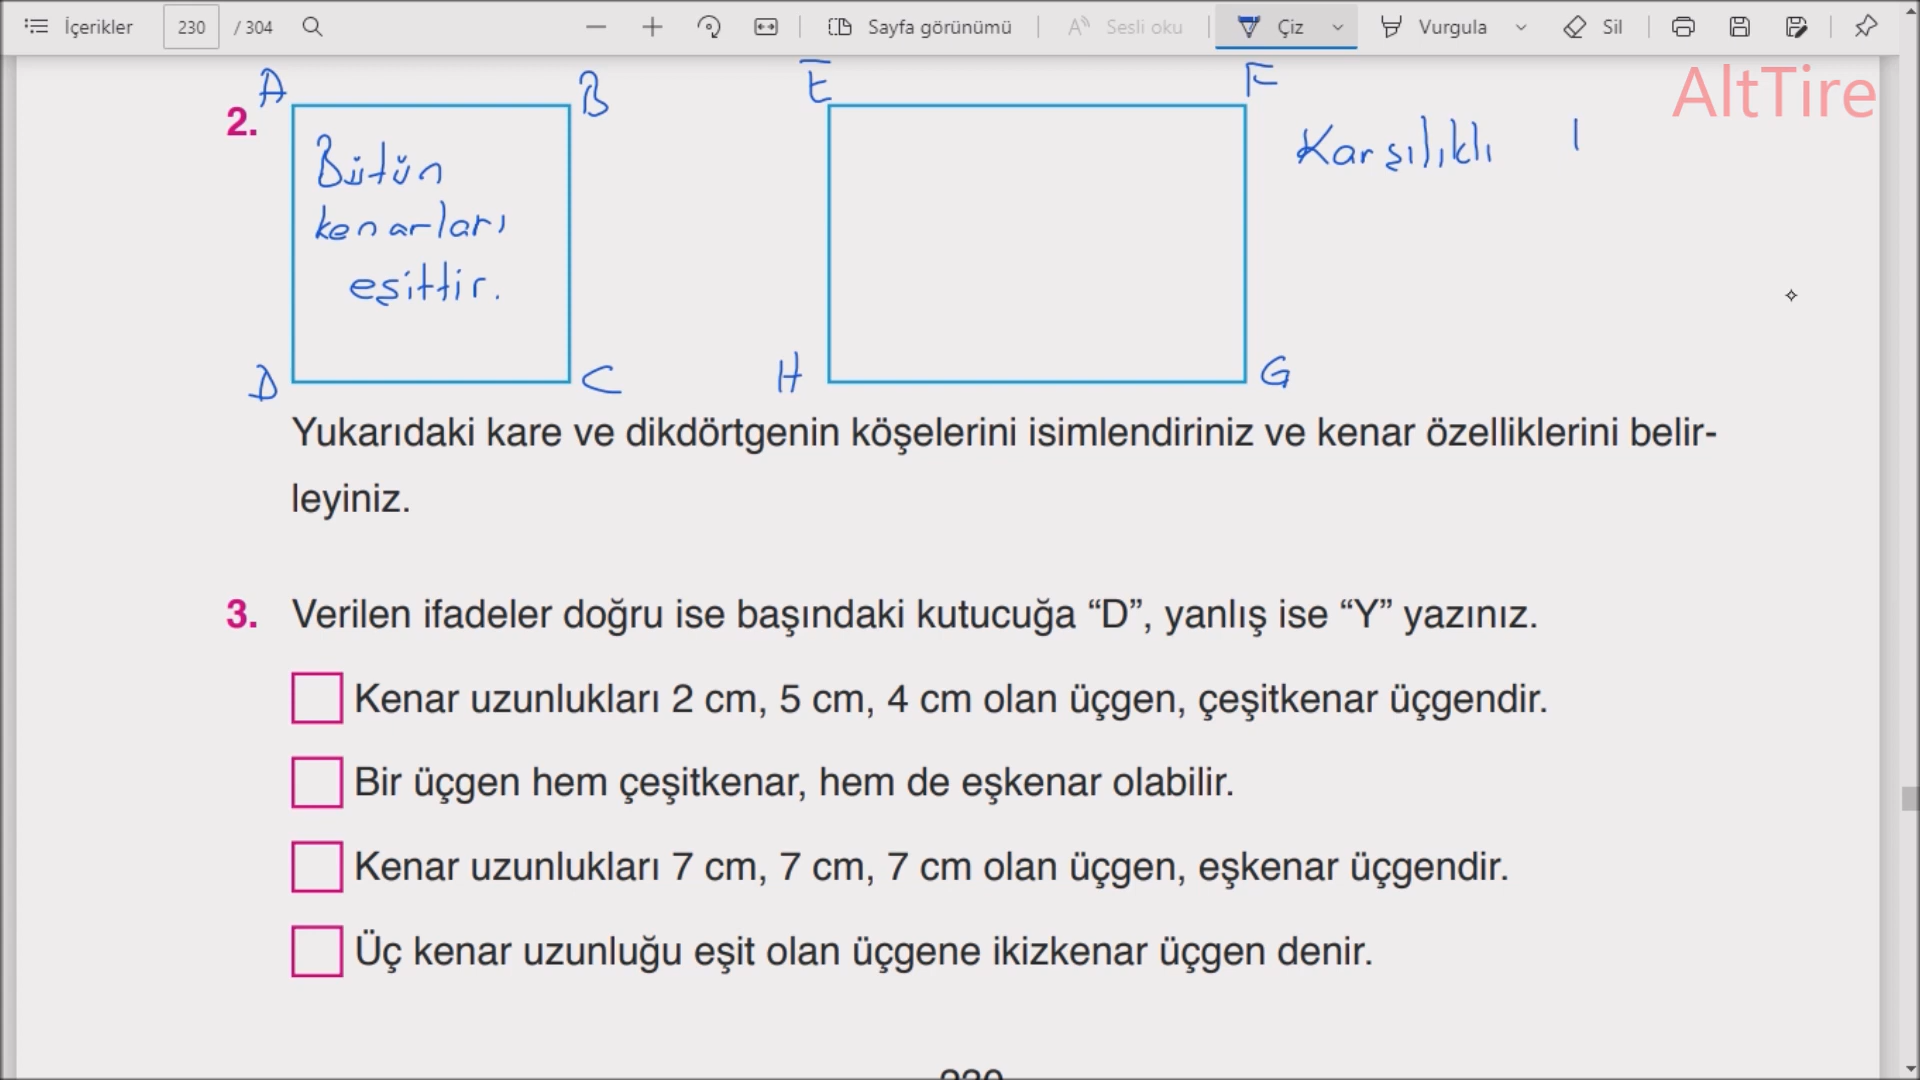 İçerikler 230 / 304 Sayfa görünümü Sesli oku Çiz Vurgula Sil
AltTire
A B E F
2.
Bütün
kenarları
eşittir.
Karşılıklı
D C H G
Yukarıdaki kare ve dikdörtgenin köşelerini isimlendiriniz ve kenar özelliklerini belir-
leyiniz.
3. Verilen ifadeler doğru ise başındaki kutucuğa “D”, yanlış ise “Y” yazınız.
Kenar uzunlukları 2 cm, 5 cm, 4 cm olan üçgen, çeşitkenar üçgendir.
Bir üçgen hem çeşitkenar, hem de eşkenar olabilir.
Kenar uzunlukları 7 cm, 7 cm, 7 cm olan üçgen, eşkenar üçgendir.
Üç kenar uzunluğu eşit olan üçgene ikizkenar üçgen denir.